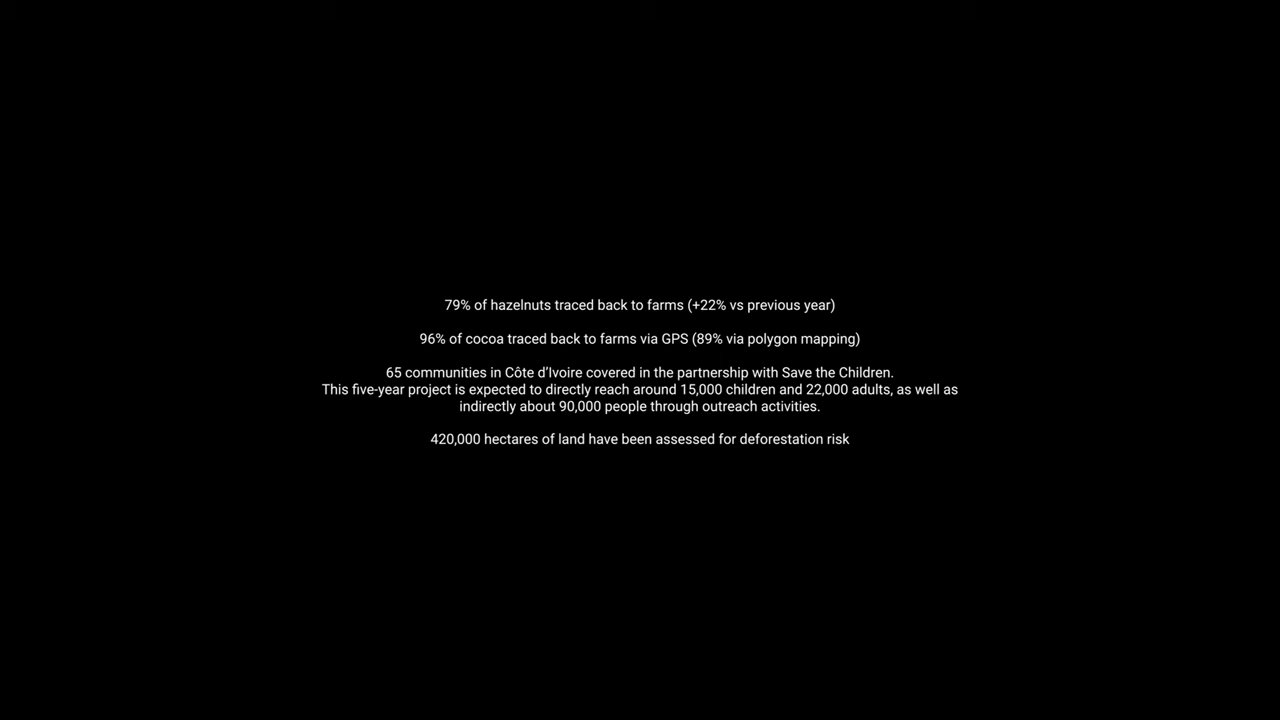 79% of hazelnuts traced back to farms (+22% vs previous year)
96% of cocoa traced back to farms via GPS (89% via polygon mapping)
65 communities in Côte d’Ivoire covered in the partnership with Save the Children.
This five-year project is expected to directly reach around 15,000 children and 22,000 adults, as well as
indirectly about 90,000 people through outreach activities.
420,000 hectares of land have been assessed for deforestation risk